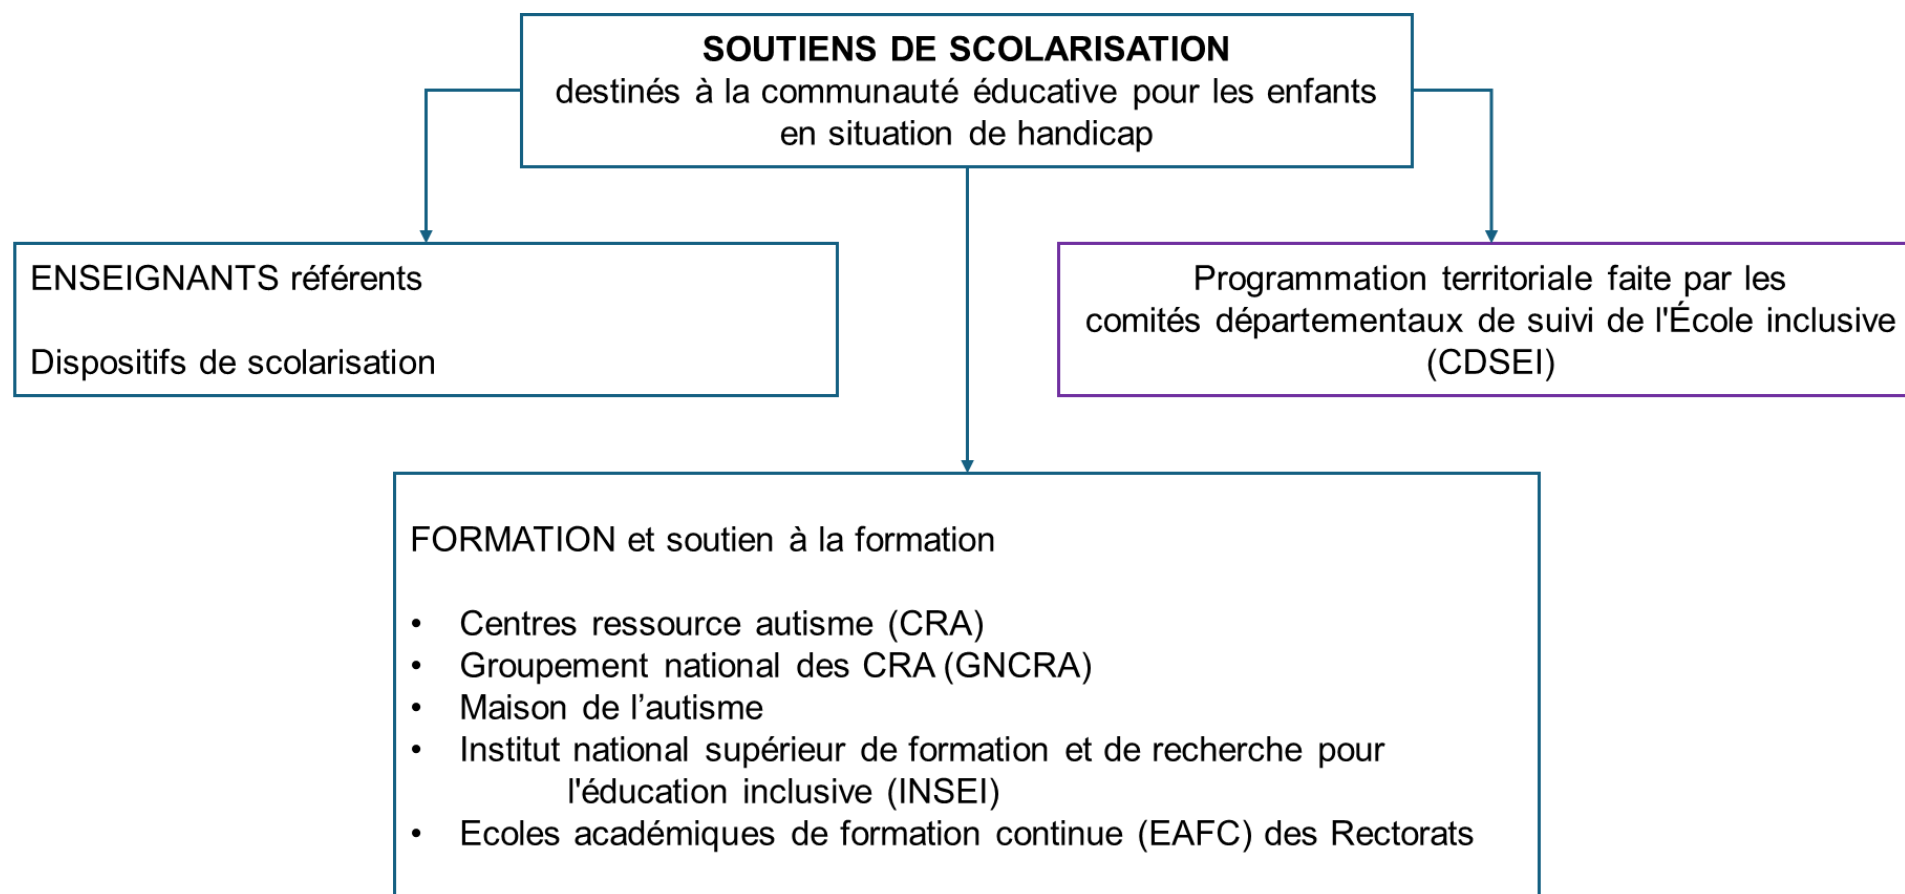 SOUTIENS DE SCOLARISATION
destinés à la communauté éducative pour les enfants
en situation de handicap
ENSEIGNANTS référents
Dispositifs de scolarisation
Programmation territoriale faite par les
comités départementaux de suivi de l'École inclusive
(CDSEI)
FORMATION et soutien à la formation
• Centres ressource autisme (CRA)
• Groupement national des CRA (GNCRA)
• Maison de l’autisme
• Institut national supérieur de formation et de recherche pour
l'éducation inclusive (INSEI)
• Ecoles académiques de formation continue (EAFC) des Rectorats